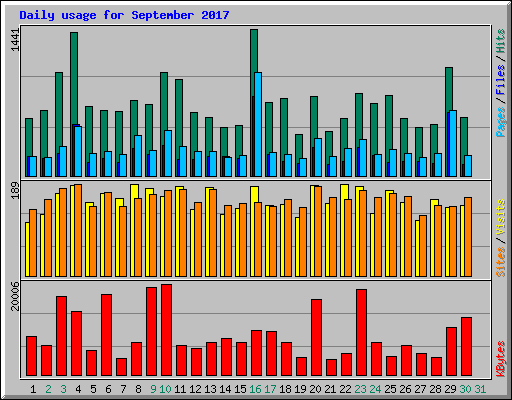 Daily usage for September 2017
1441
Pages / Files / Hits
189
Sites / Visits
20006
KBytes
1 2 3 4 5 6 7 8 9 10 11 12 13 14 15 16 17 18 19 20 21 22 23 24 25 26 27 28 29 30 31